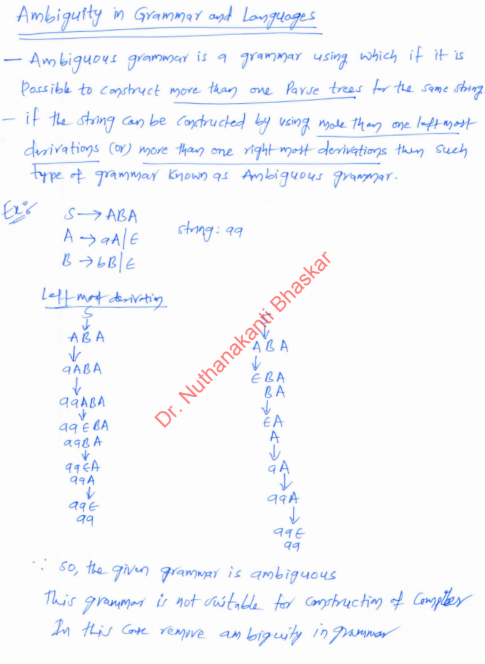 Ambiguity in Grammar and Languages
— Ambiguous grammar is a grammar using which if it is
Possible to construct more than one Parse trees for the same string
— if the string can be constructed by using more than one left most
derivations (or) more than one right most derivations then such
type of grammar known as Ambiguous grammar.
Ex:
S → ABA
A → aA|ε string: aa
B → bB|ε
Left most derivation
S S
↓ ↓
ABA ABA
↓ ↓
aABA εBA
BA
↓ ↓
aaABA εA
A
↓ ↓
aaεBA aA
aaBA
↓ ↓
aaεA aaA
aaA
↓ ↓
aaε aaε
aa aa
Dr. Nuthanakanti Bhaskar
∵ so, the given grammar is ambiguous
This grammar is not suitable for construction of compiler
In this case remove ambiguity in grammar